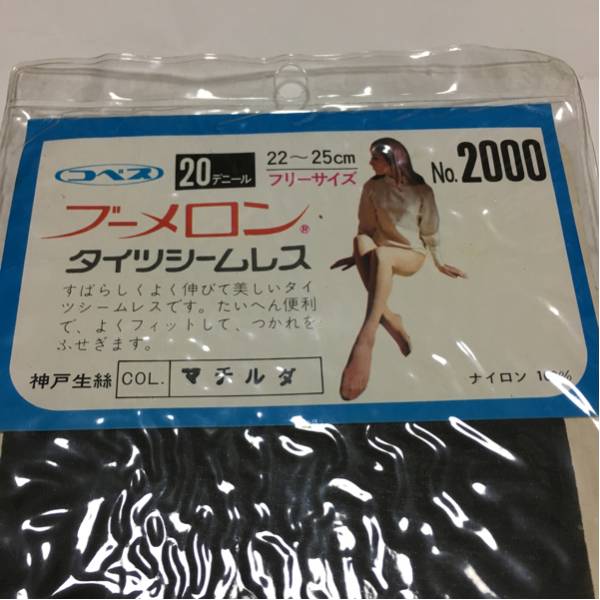 コベス
20デニール
22〜25cm
フリーサイズ
No.2000
ブーメロン®
タイツシームレス
すばらしくよく伸びて美しいタイ
ツシームレスです。たいへん便利
で、よくフィットして、つかれを
ふせぎます。
神戸生絲 COL. マチルダ
ナイロン 100%